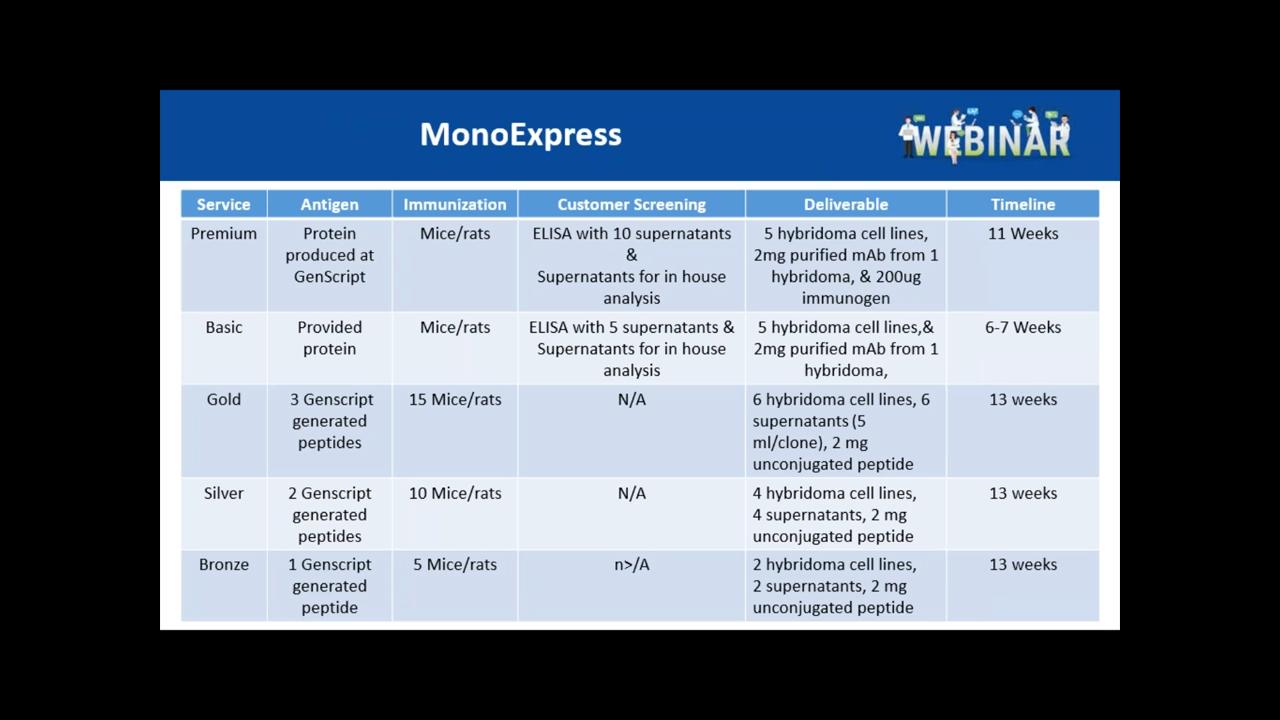 MonoExpress
WEBINAR
Service Antigen Immunization Customer Screening Deliverable Timeline
Premium
Protein
produced at
GenScript
Mice/rats
ELISA with 10 supernatants
&
Supernatants for in house
analysis
5 hybridoma cell lines,
2mg purified mAb from 1
hybridoma, & 200ug
immunogen
11 Weeks
Basic
Provided
protein
Mice/rats
ELISA with 5 supernatants &
Supernatants for in house
analysis
5 hybridoma cell lines,&
2mg purified mAb from 1
hybridoma,
6-7 Weeks
Gold
3 Genscript
generated
peptides
15 Mice/rats
N/A
6 hybridoma cell lines, 6
supernatants (5
ml/clone), 2 mg
unconjugated peptide
13 weeks
Silver
2 Genscript
generated
peptides
10 Mice/rats
N/A
4 hybridoma cell lines,
4 supernatants, 2 mg
unconjugated peptide
13 weeks
Bronze
1 Genscript
generated
peptide
5 Mice/rats
n>/A
2 hybridoma cell lines,
2 supernatants, 2 mg
unconjugated peptide
13 weeks